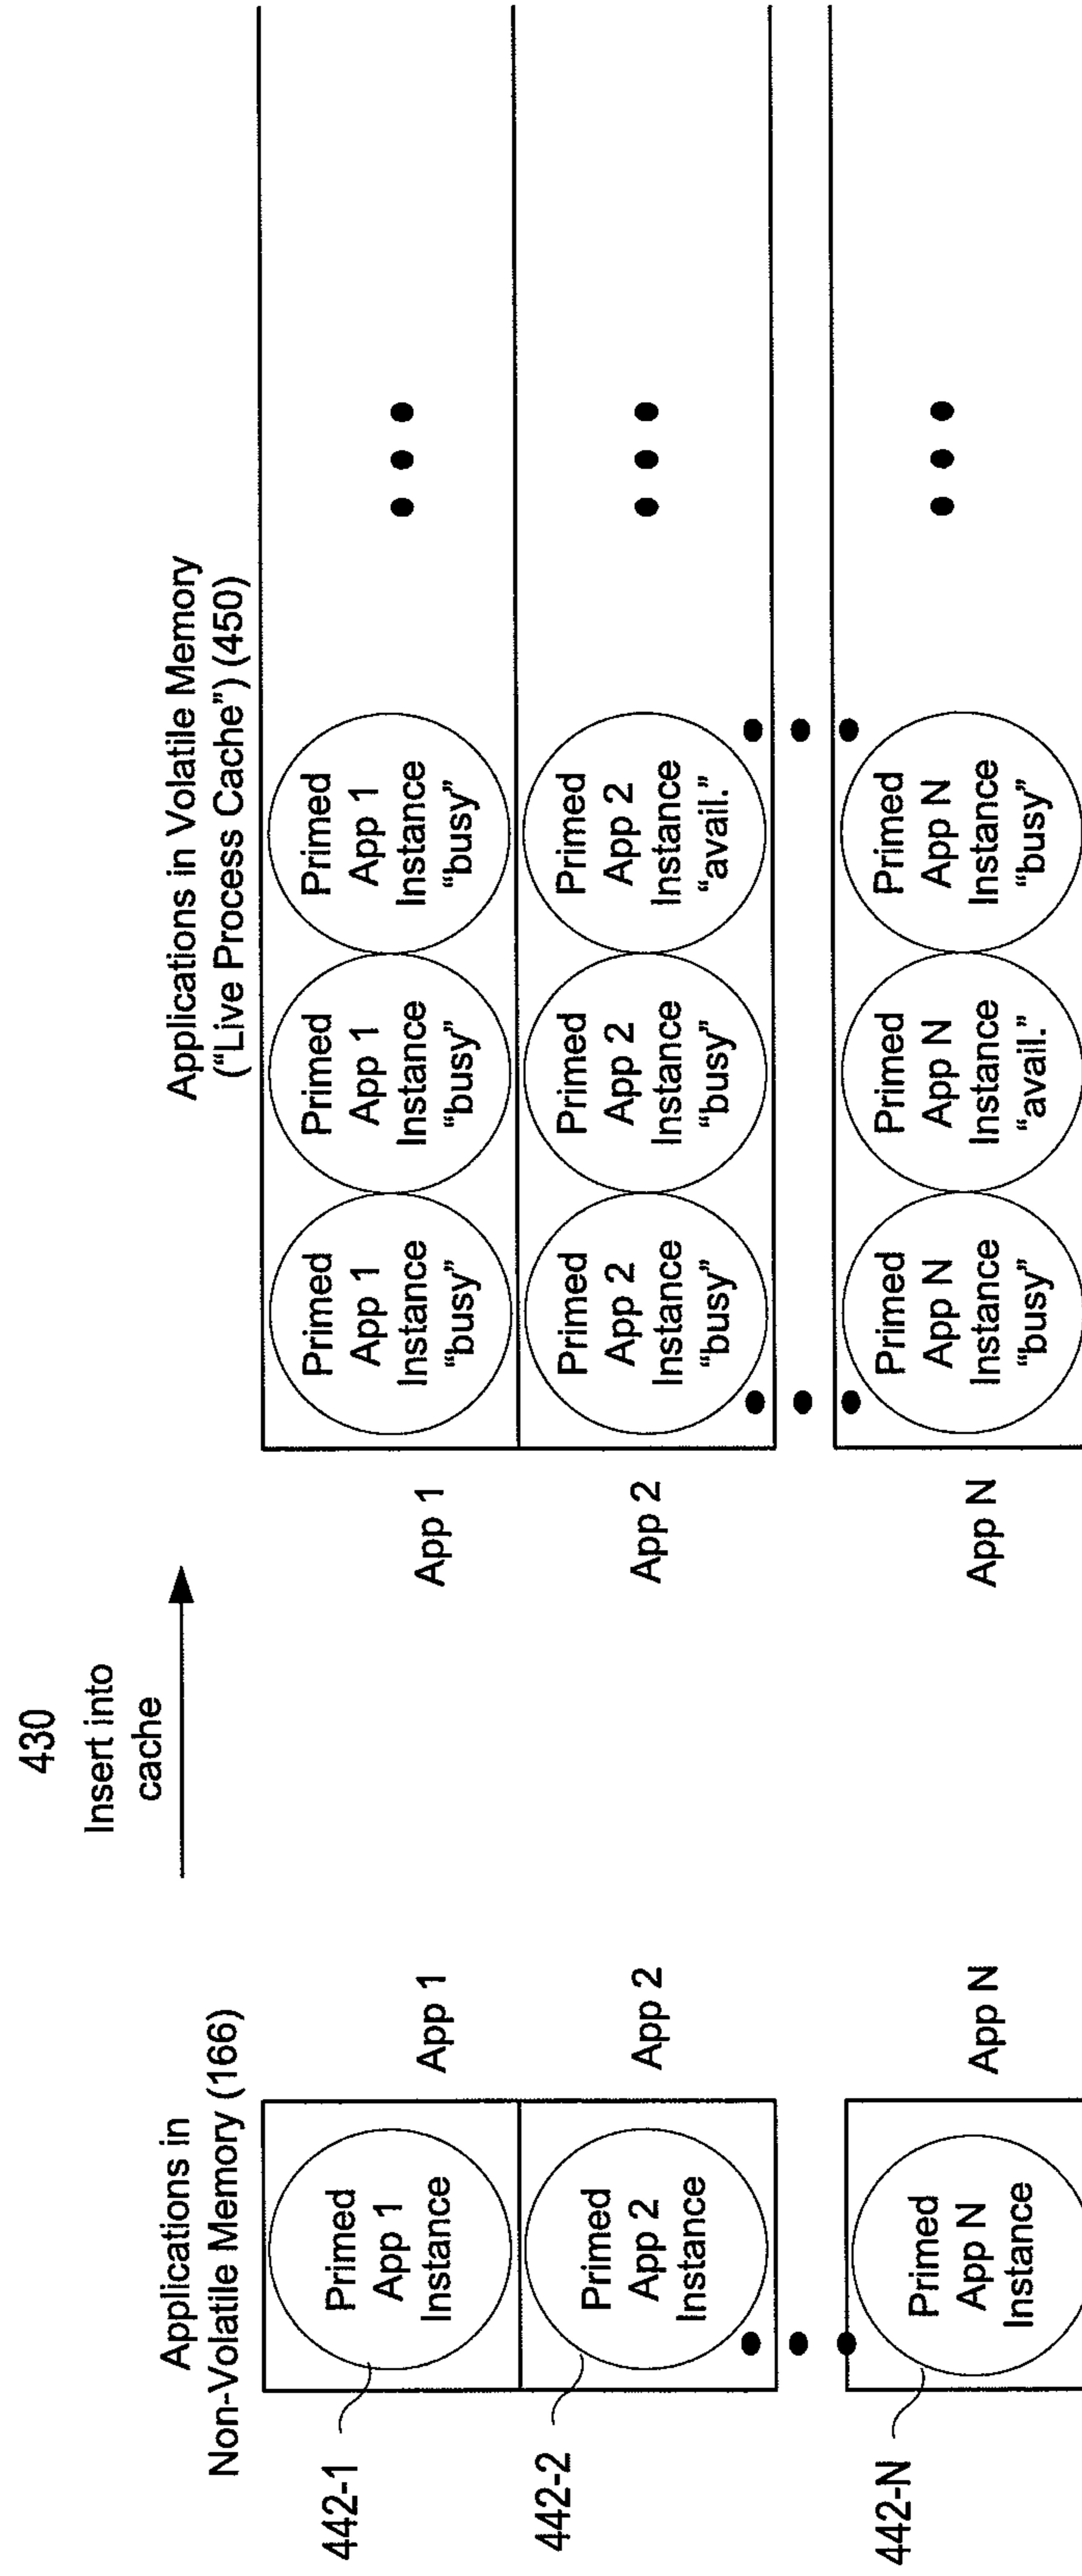 430
Insert into
cache
Applications in
Non-Volatile Memory (166)
Applications in Volatile Memory
("Live Process Cache") (450)
442-1
Primed
App 1
Instance
App 1
App 1
Primed
App 1
Instance
“busy”
Primed
App 1
Instance
“busy”
Primed
App 1
Instance
“busy”
442-2
Primed
App 2
Instance
App 2
App 2
Primed
App 2
Instance
“busy”
Primed
App 2
Instance
“busy”
Primed
App 2
Instance
“avail.”
442-N
Primed
App N
Instance
App N
App N
Primed
App N
Instance
“busy”
Primed
App N
Instance
“avail.”
Primed
App N
Instance
“busy”